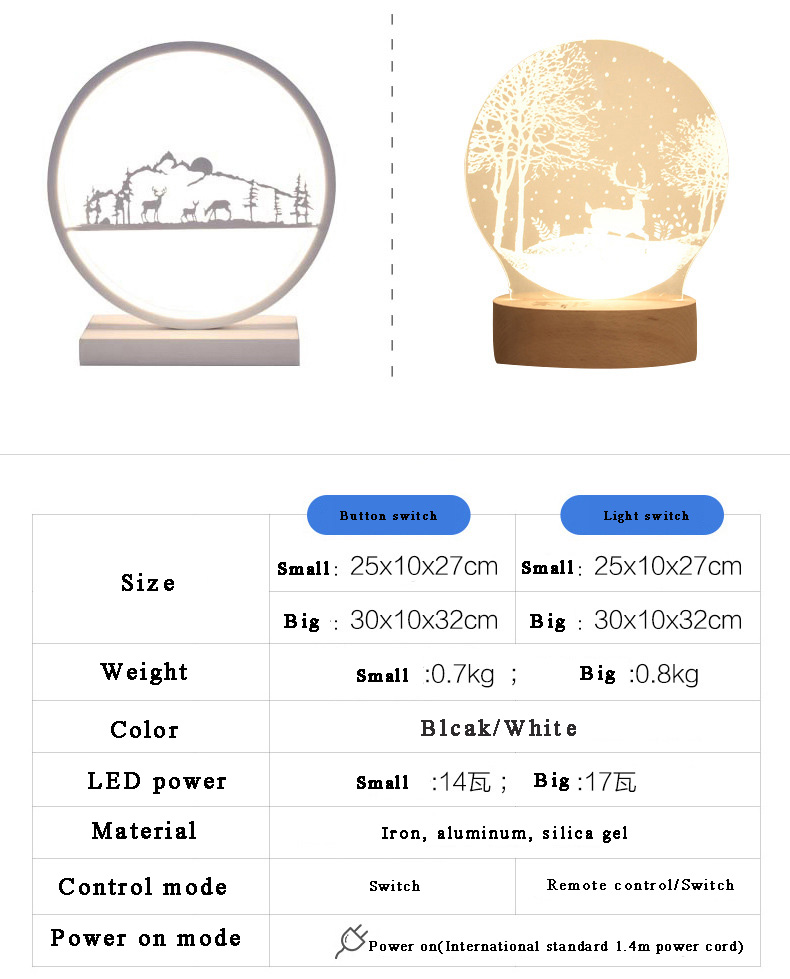 Button switch
Light switch
Size
Small: 25x10x27cm
Small: 25x10x27cm
Big : 30x10x32cm
Big : 30x10x32cm
Weight
Small :0.7kg ;
Big :0.8kg
Color
Blcak/White
LED power
Small :14瓦 ;
Big :17瓦
Material
Iron, aluminum, silica gel
Control mode
Switch
Remote control/Switch
Power on mode
Power on(International standard 1.4m power cord)